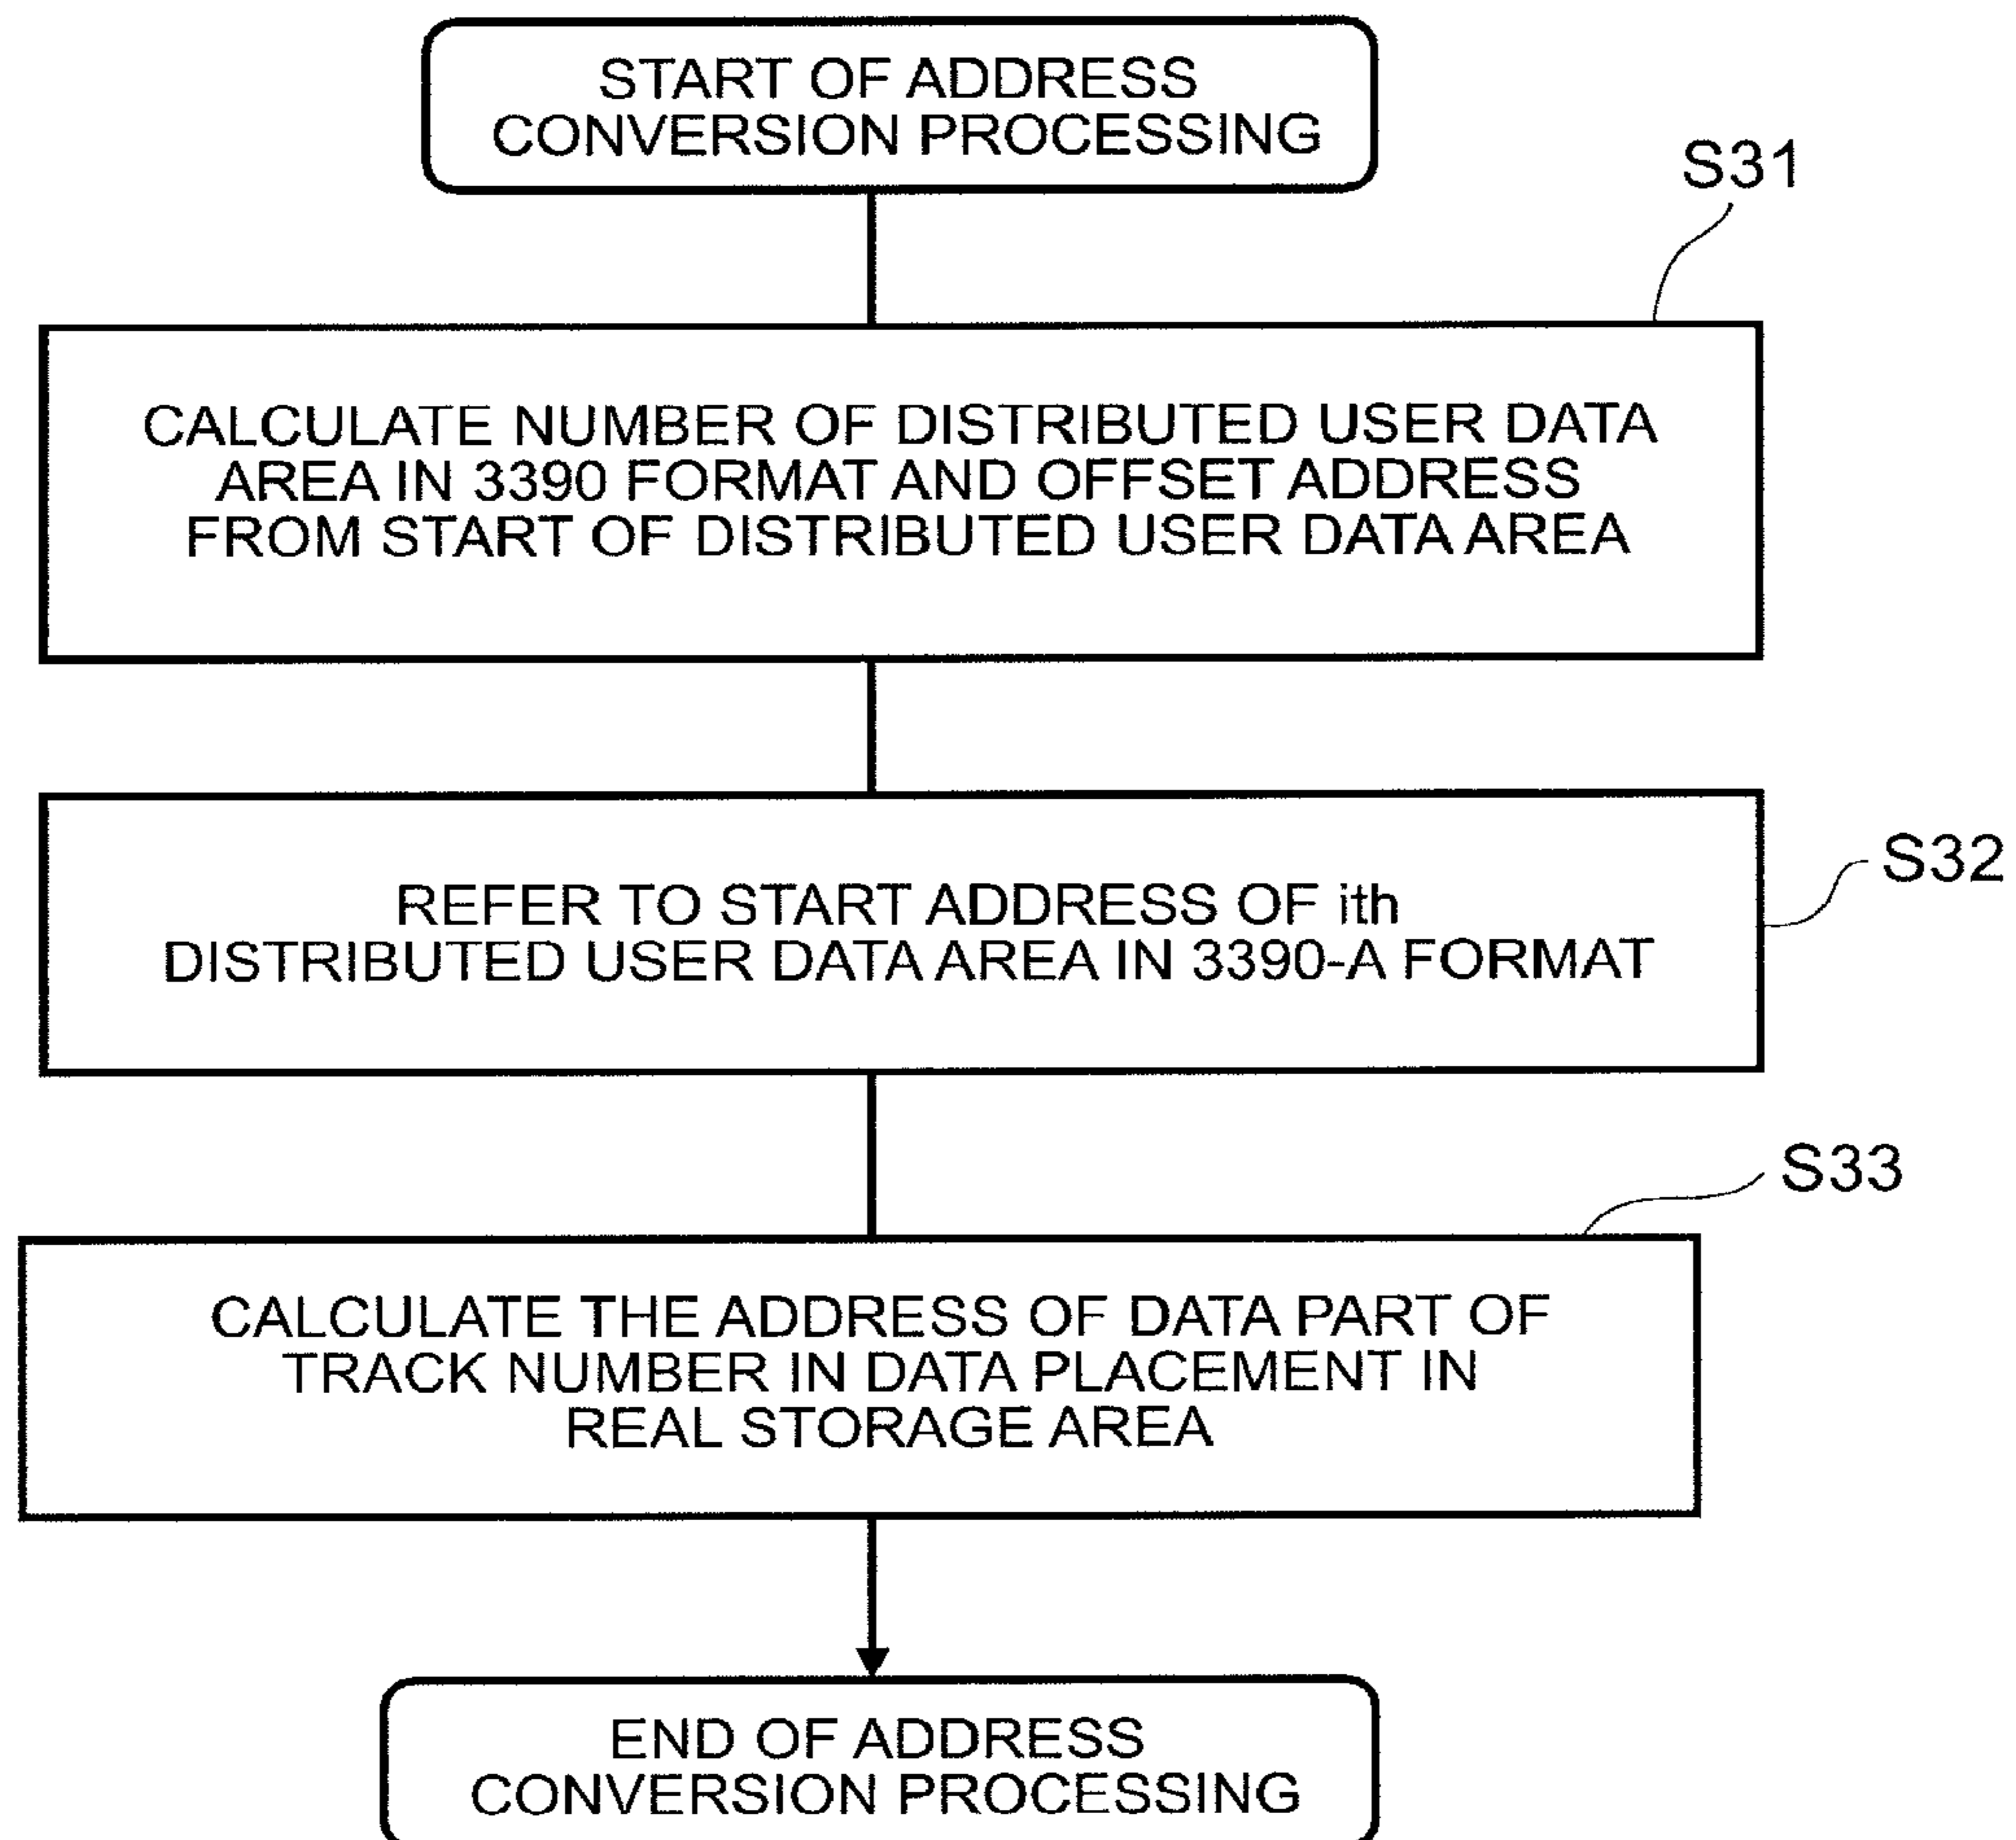 START OF ADDRESS
CONVERSION PROCESSING
S31
CALCULATE NUMBER OF DISTRIBUTED USER DATA
AREA IN 3390 FORMAT AND OFFSET ADDRESS
FROM START OF DISTRIBUTED USER DATA AREA
S32
REFER TO START ADDRESS OF ith
DISTRIBUTED USER DATA AREA IN 3390-A FORMAT
S33
CALCULATE THE ADDRESS OF DATA PART OF
TRACK NUMBER IN DATA PLACEMENT IN
REAL STORAGE AREA
END OF ADDRESS
CONVERSION PROCESSING